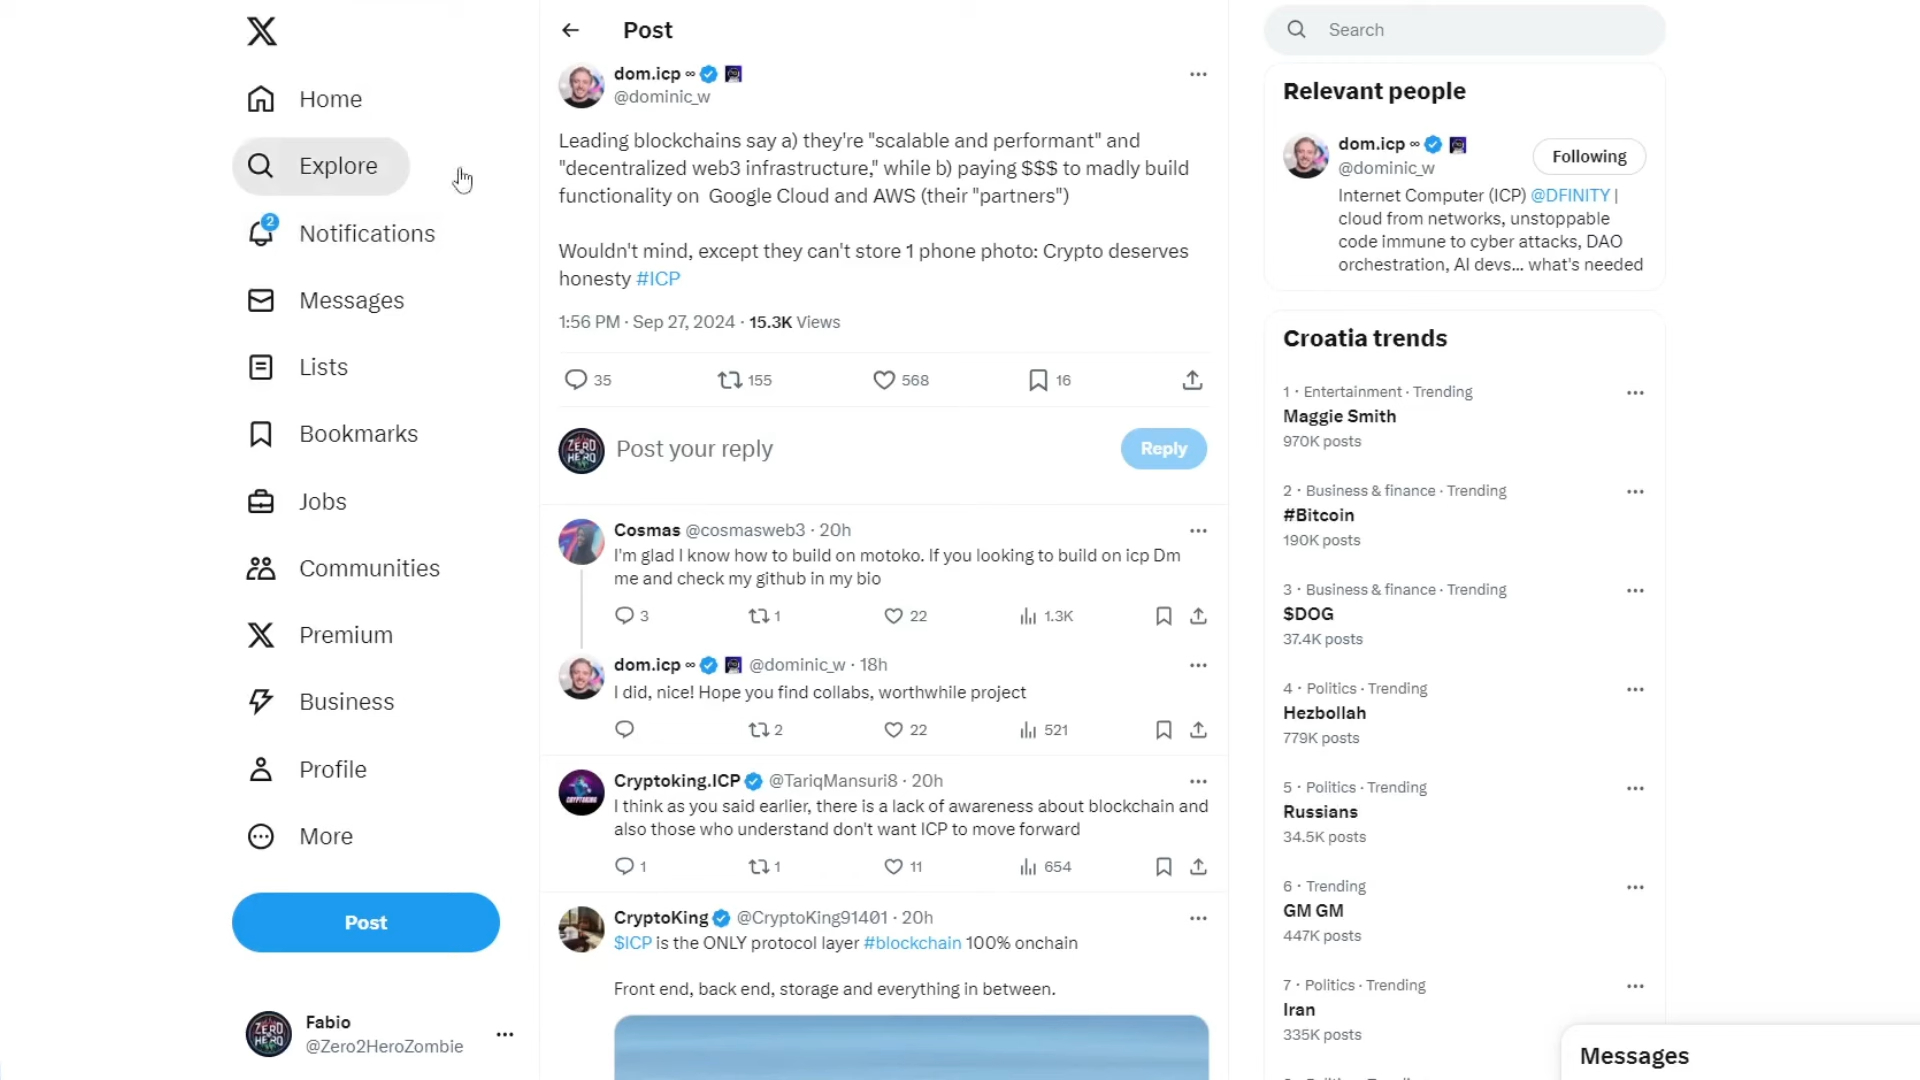 Home
Explore
2
Notifications
Messages
Lists
Bookmarks
Jobs
Communities
Premium
Business
Profile
More
Post
Fabio
@Zero2HeroZombie
Post
dom.icp ∞
@dominic_w
Leading blockchains say a) they're "scalable and performant" and
"decentralized web3 infrastructure," while b) paying $$$ to madly build
functionality on  Google Cloud and AWS (their "partners")
Wouldn't mind, except they can't store 1 phone photo: Crypto deserves
honesty #ICP
1:56 PM · Sep 27, 2024 · 15.3K Views
35 155 568 16
ZERO
HERO
Post your reply
Reply
Cosmas @cosmasweb3 · 20h
I'm glad I know how to build on motoko. If you looking to build on icp Dm
me and check my github in my bio
3 1 22 1.3K
dom.icp ∞ @dominic_w · 18h
I did, nice! Hope you find collabs, worthwhile project
2 22 521
Cryptoking.ICP @TariqMansuri8 · 20h
I think as you said earlier, there is a lack of awareness about blockchain and
also those who understand don't want ICP to move forward
1 1 11 654
CryptoKing @CryptoKing91401 · 20h
$ICP is the ONLY protocol layer #blockchain 100% onchain
Front end, back end, storage and everything in between.
Search
Relevant people
dom.icp ∞
@dominic_w
Following
Internet Computer (ICP) @DFINITY |
cloud from networks, unstoppable
code immune to cyber attacks, DAO
orchestration, AI devs... what's needed
Croatia trends
1 · Entertainment · Trending
Maggie Smith
970K posts
2 · Business & finance · Trending
#Bitcoin
190K posts
3 · Business & finance · Trending
$DOG
37.4K posts
4 · Politics · Trending
Hezbollah
779K posts
5 · Politics · Trending
Russians
34.5K posts
6 · Trending
GM GM
447K posts
7 · Politics · Trending
Iran
335K posts
Messages